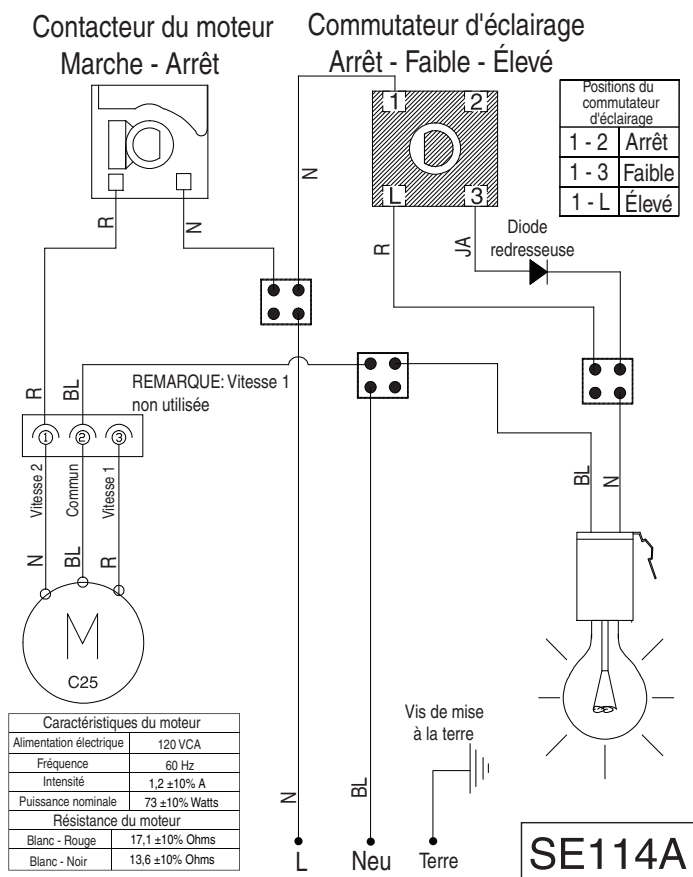 Contacteur du moteur
Marche - Arrêt
Commutateur d'éclairage
Arrêt - Faible - Élevé
Positions du
commutateur
d'éclairage
1 - 2 Arrêt
1 - 3 Faible
1 - L Élevé
1 2
L 3
R
N
N
R
JA
Diode
redresseuse
R
BL
REMARQUE: Vitesse 1
non utilisée
1 2 3
Vitesse 2
Commun
Vitesse 1
N
BL
R
BL
N
M
C25
Caractéristiques du moteur
Alimentation électrique 120 VCA
Fréquence 60 Hz
Intensité 1,2 ±10% A
Puissance nominale 73 ±10% Watts
Résistance du moteur
Blanc - Rouge 17,1 ±10% Ohms
Blanc - Noir 13,6 ±10% Ohms
Vis de mise
à la terre
N
BL
L
Neu
Terre
SE114A